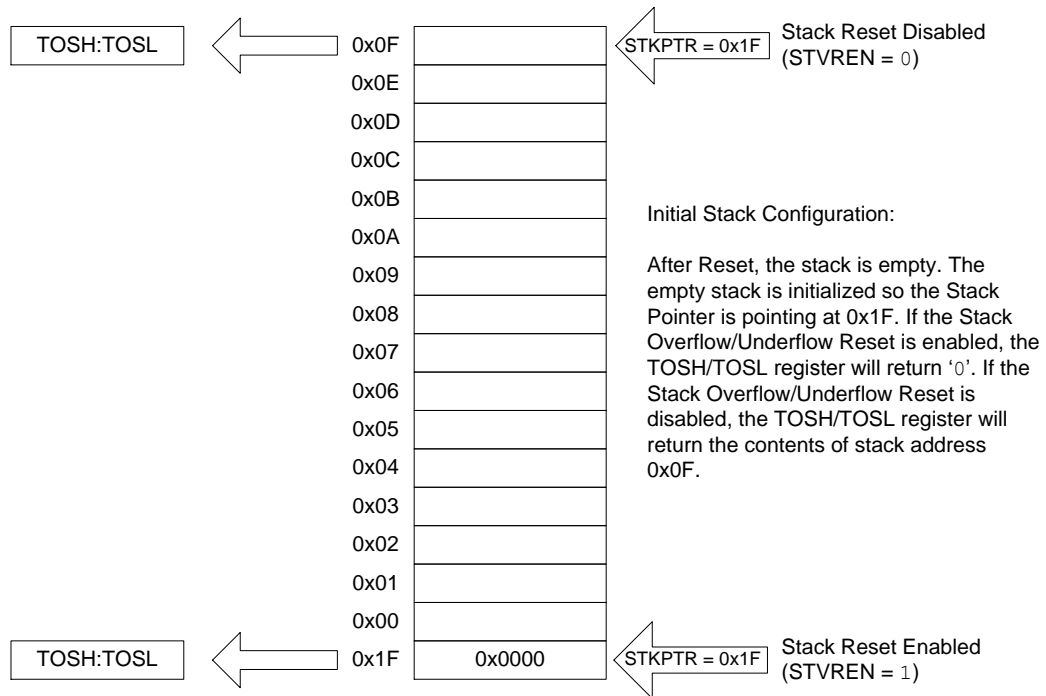 TOSH:TOSL
0x0F
STKPTR = 0x1F
Stack Reset Disabled
(STVREN = 0)
0x0E
0x0D
0x0C
0x0B
0x0A
0x09
0x08
0x07
0x06
0x05
0x04
0x03
0x02
0x01
0x00
Initial Stack Configuration:
After Reset, the stack is empty. The
empty stack is initialized so the Stack
Pointer is pointing at 0x1F. If the Stack
Overflow/Underflow Reset is enabled, the
TOSH/TOSL register will return ‘0’. If the
Stack Overflow/Underflow Reset is
disabled, the TOSH/TOSL register will
return the contents of stack address
0x0F.
TOSH:TOSL
0x1F
0x0000
STKPTR = 0x1F
Stack Reset Enabled
(STVREN = 1)